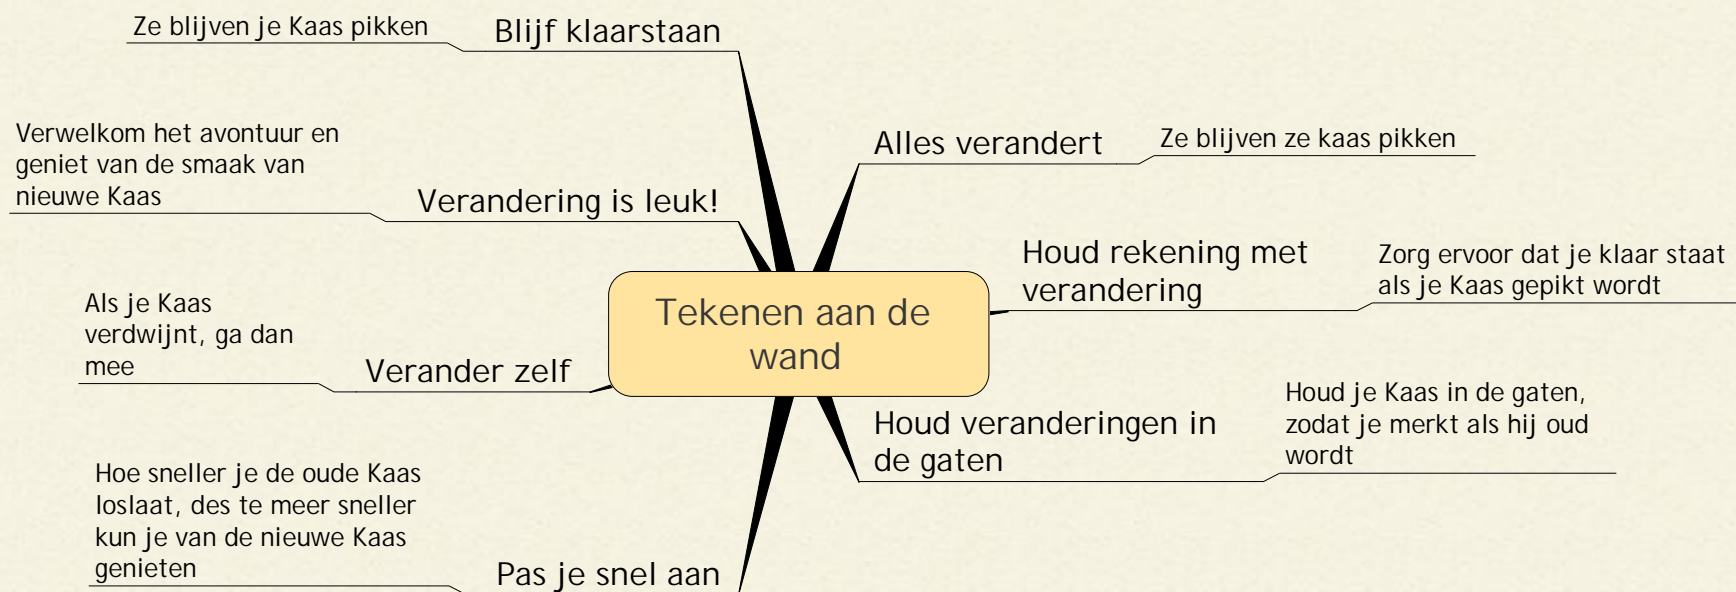 Tekenen aan de
wand
Alles verandert
Ze blijven ze kaas pikken
Houd rekening met
verandering
Zorg ervoor dat je klaar staat
als je Kaas gepikt wordt
Houd veranderingen in
de gaten
Houd je Kaas in de gaten,
zodat je merkt als hij oud
wordt
Pas je snel aan
Hoe sneller je de oude Kaas
loslaat, des te meer sneller
kun je van de nieuwe Kaas
genieten
Verander zelf
Als je Kaas
verdwijnt, ga dan
mee
Verandering is leuk!
Verwelkom het avontuur en
geniet van de smaak van
nieuwe Kaas
Blijf klaarstaan
Ze blijven je Kaas pikken